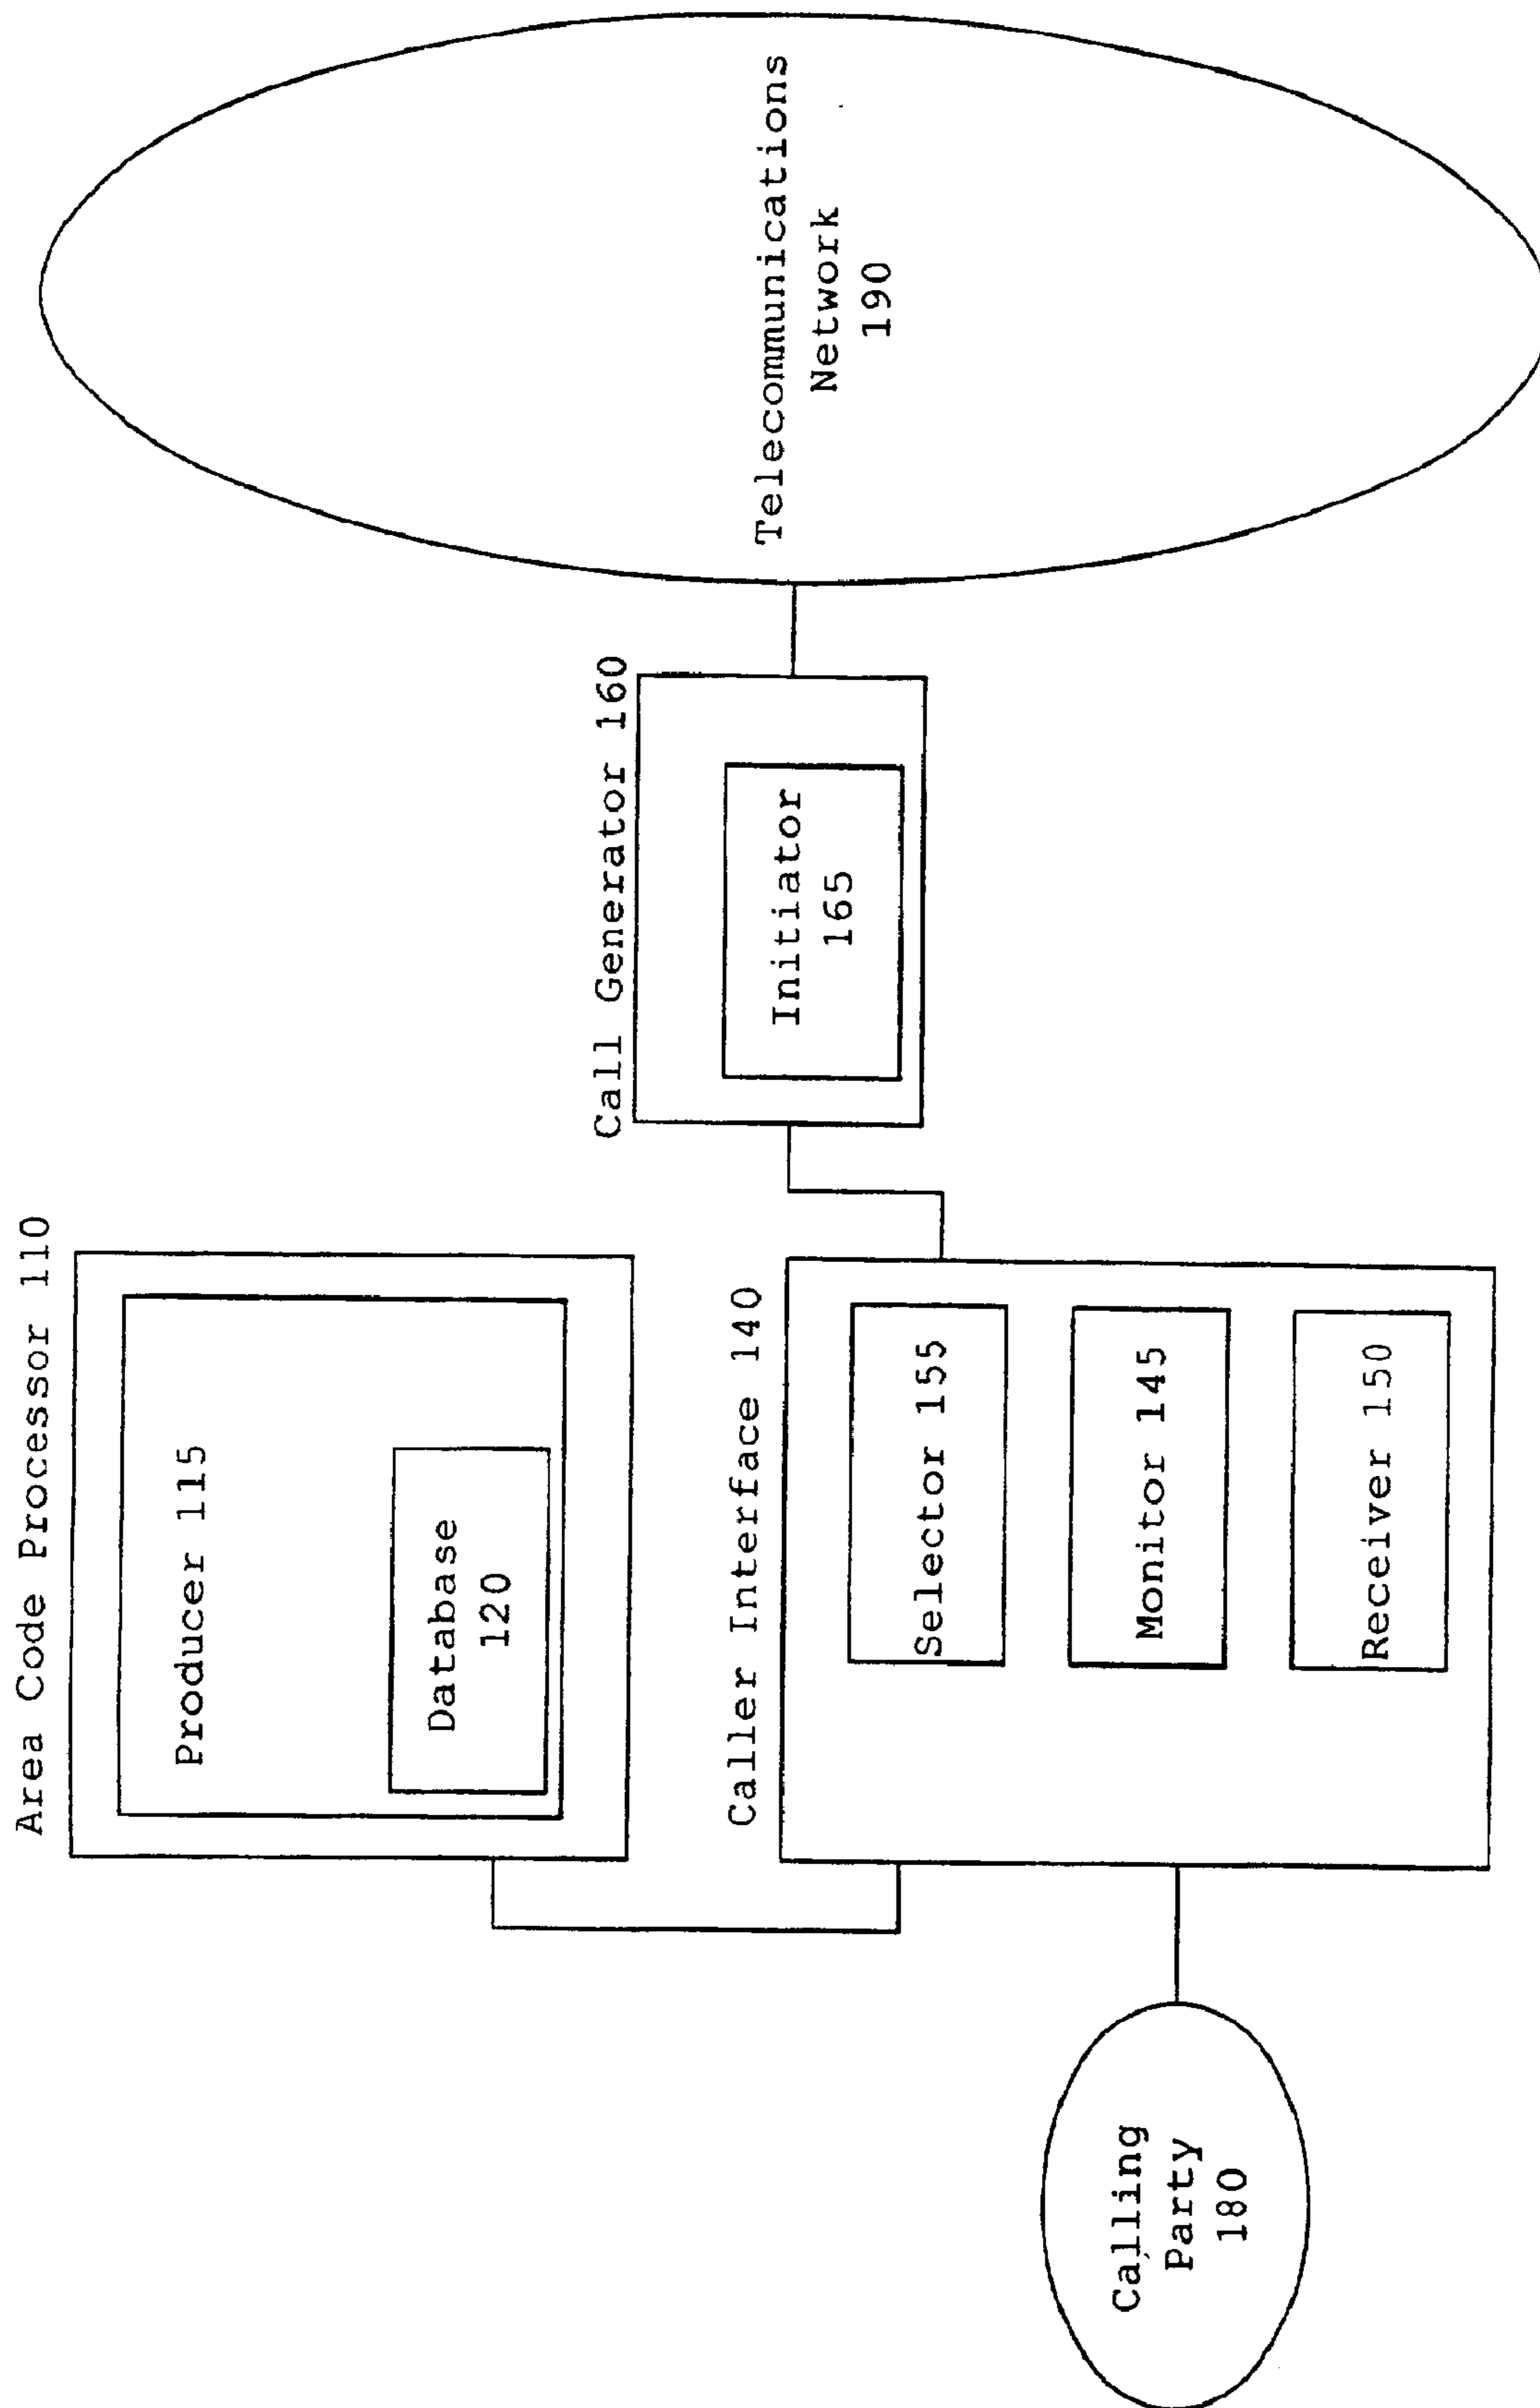 Area Code Processor 110
Producer 115
Database
120
Caller Interface 140
Selector 155
Monitor 145
Receiver 150
Calling
Party
180
Call Generator 160
Initiator
165
Telecommunications
Network
190